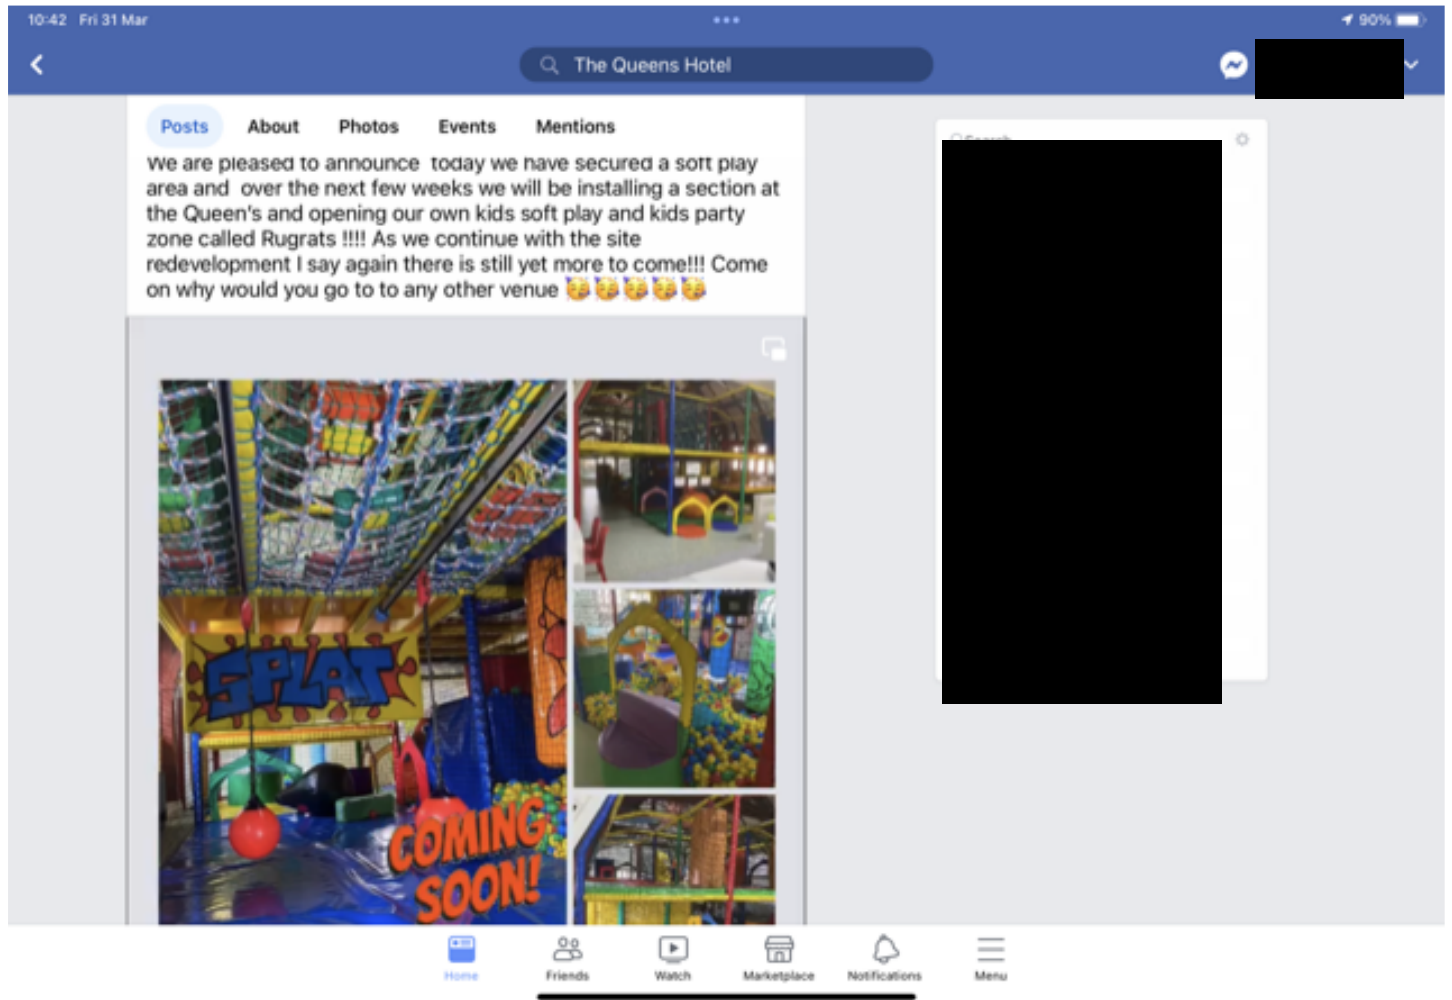 10:42 Fri 31 Mar
90%
The Queens Hotel
Posts About Photos Events Mentions
We are pleased to announce today we have secured a soft play
area and over the next few weeks we will be installing a section at
the Queen's and opening our own kids soft play and kids party
zone called Rugrats !!!! As we continue with the site
redevelopment I say again there is still yet more to come!!! Come
on why would you go to to any other venue 🥳🥳🥳🥳🥳
SPLAT
COMING
SOON!
Home Friends Watch Marketplace Notifications Menu